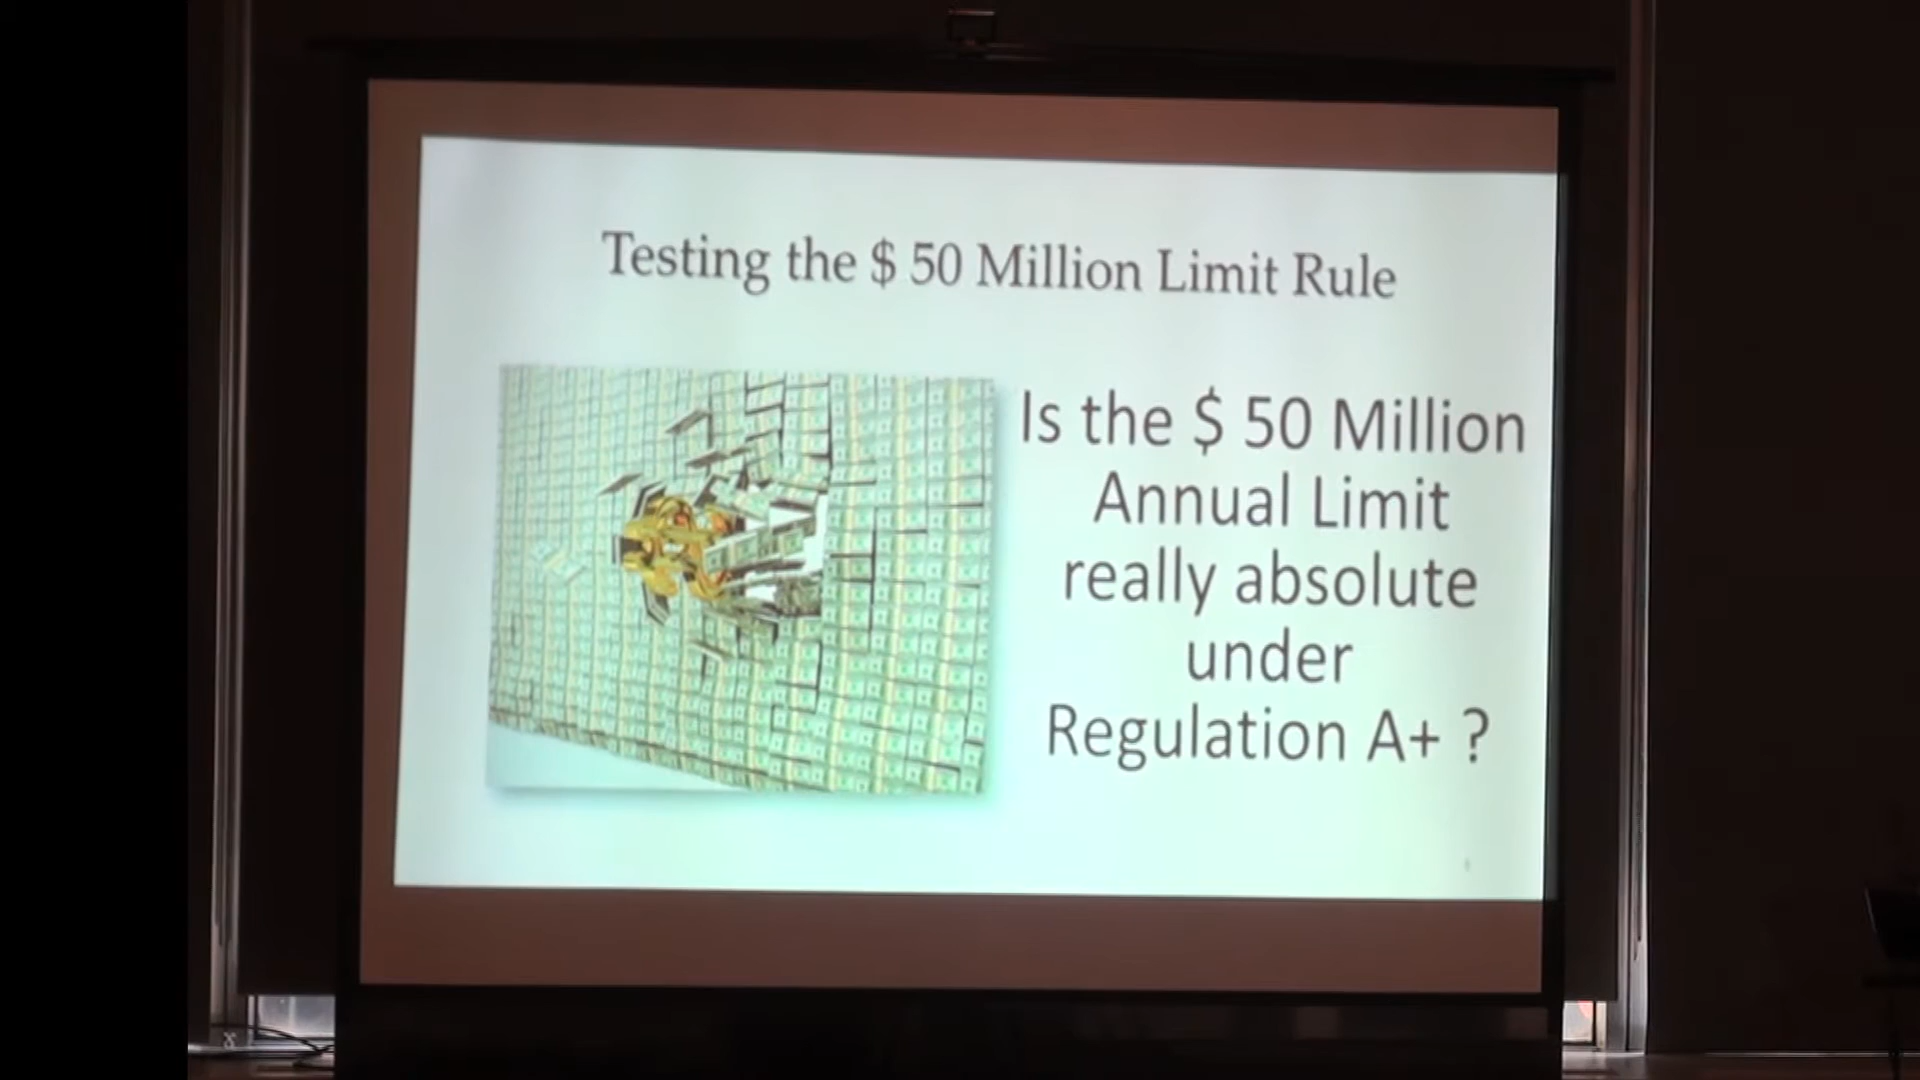 Testing the $ 50 Million Limit Rule
Is the $ 50 Million
Annual Limit
really absolute
under
Regulation A+ ?